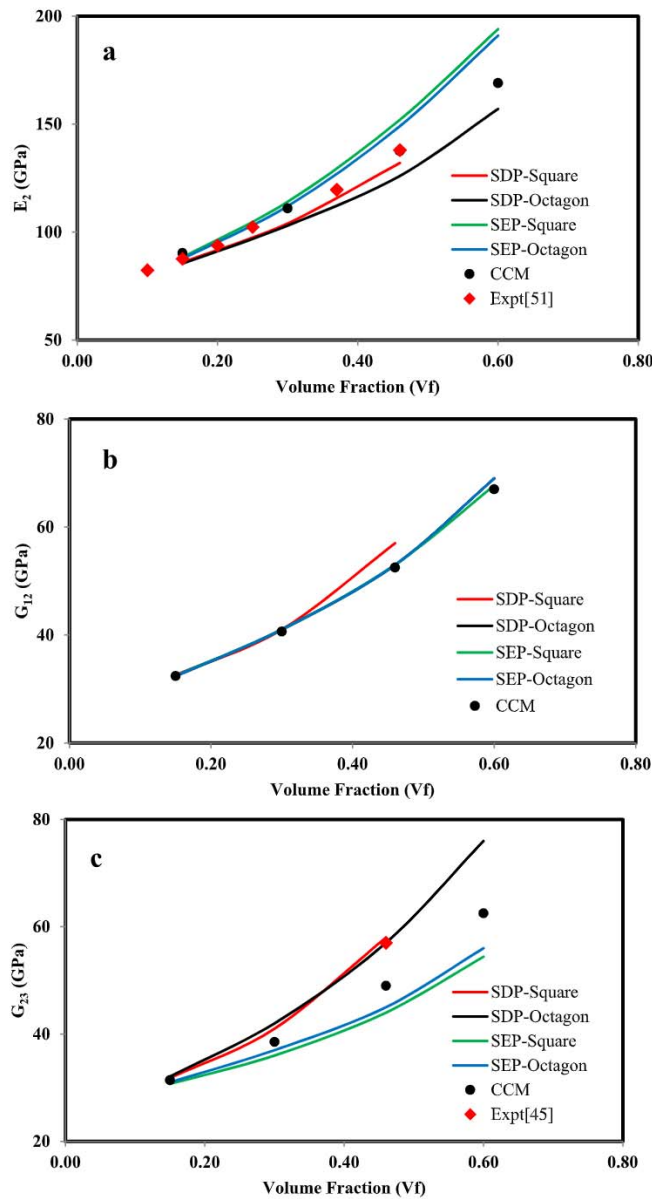 a
200
150
100
50
E2 (GPa)
SDP-Square
SDP-Octagon
SEP-Square
SEP-Octagon
CCM
Expt[51]
0.00 0.20 0.40 0.60 0.80
Volume Fraction (Vf)
b
80
60
40
20
G12 (GPa)
SDP-Square
SDP-Octagon
SEP-Square
SEP-Octagon
CCM
0.00 0.20 0.40 0.60 0.80
Volume Fraction (Vf)
c
80
60
40
20
G23 (GPa)
SDP-Square
SDP-Octagon
SEP-Square
SEP-Octagon
CCM
Expt[45]
0.00 0.20 0.40 0.60 0.80
Volume Fraction (Vf)